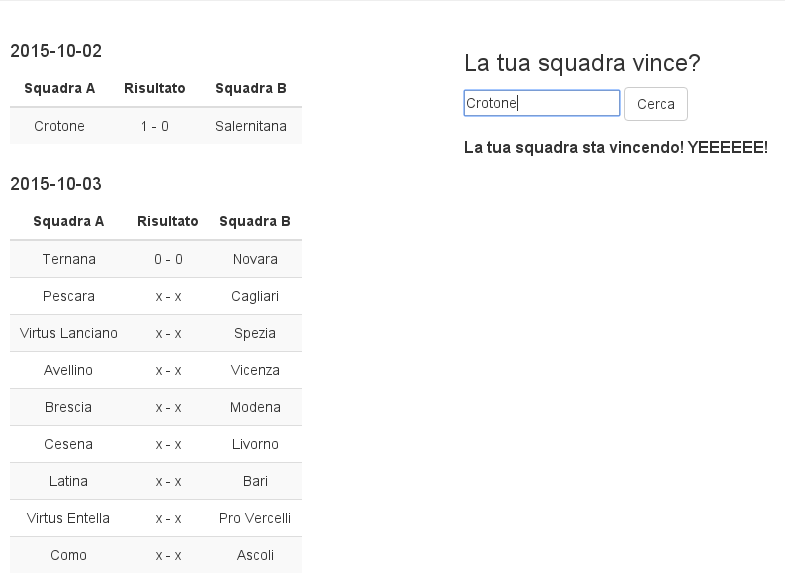 2015-10-02
Squadra A Risultato Squadra B
Crotone 1 - 0 Salernitana
2015-10-03
Squadra A Risultato Squadra B
Ternana 0 - 0 Novara
Pescara x - x Cagliari
Virtus Lanciano x - x Spezia
Avellino x - x Vicenza
Brescia x - x Modena
Cesena x - x Livorno
Latina x - x Bari
Virtus Entella x - x Pro Vercelli
Como x - x Ascoli
La tua squadra vince?
Crotone Cerca
La tua squadra sta vincendo! YEEEEEE!